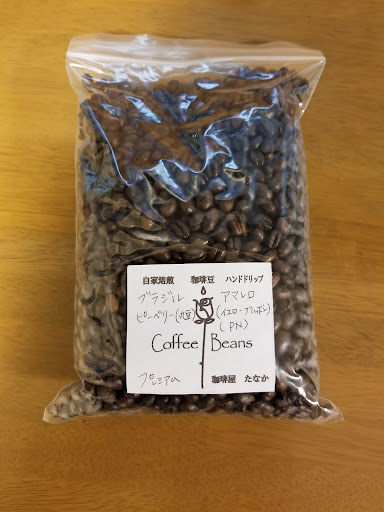 自家焙煎 珈琲豆 ハンドドリップ
ブラジル アマレロ
ピーベリー(丸豆) (イエローブルボン)
(PN)
Coffee Beans
プレミアム 珈琲屋 たなか